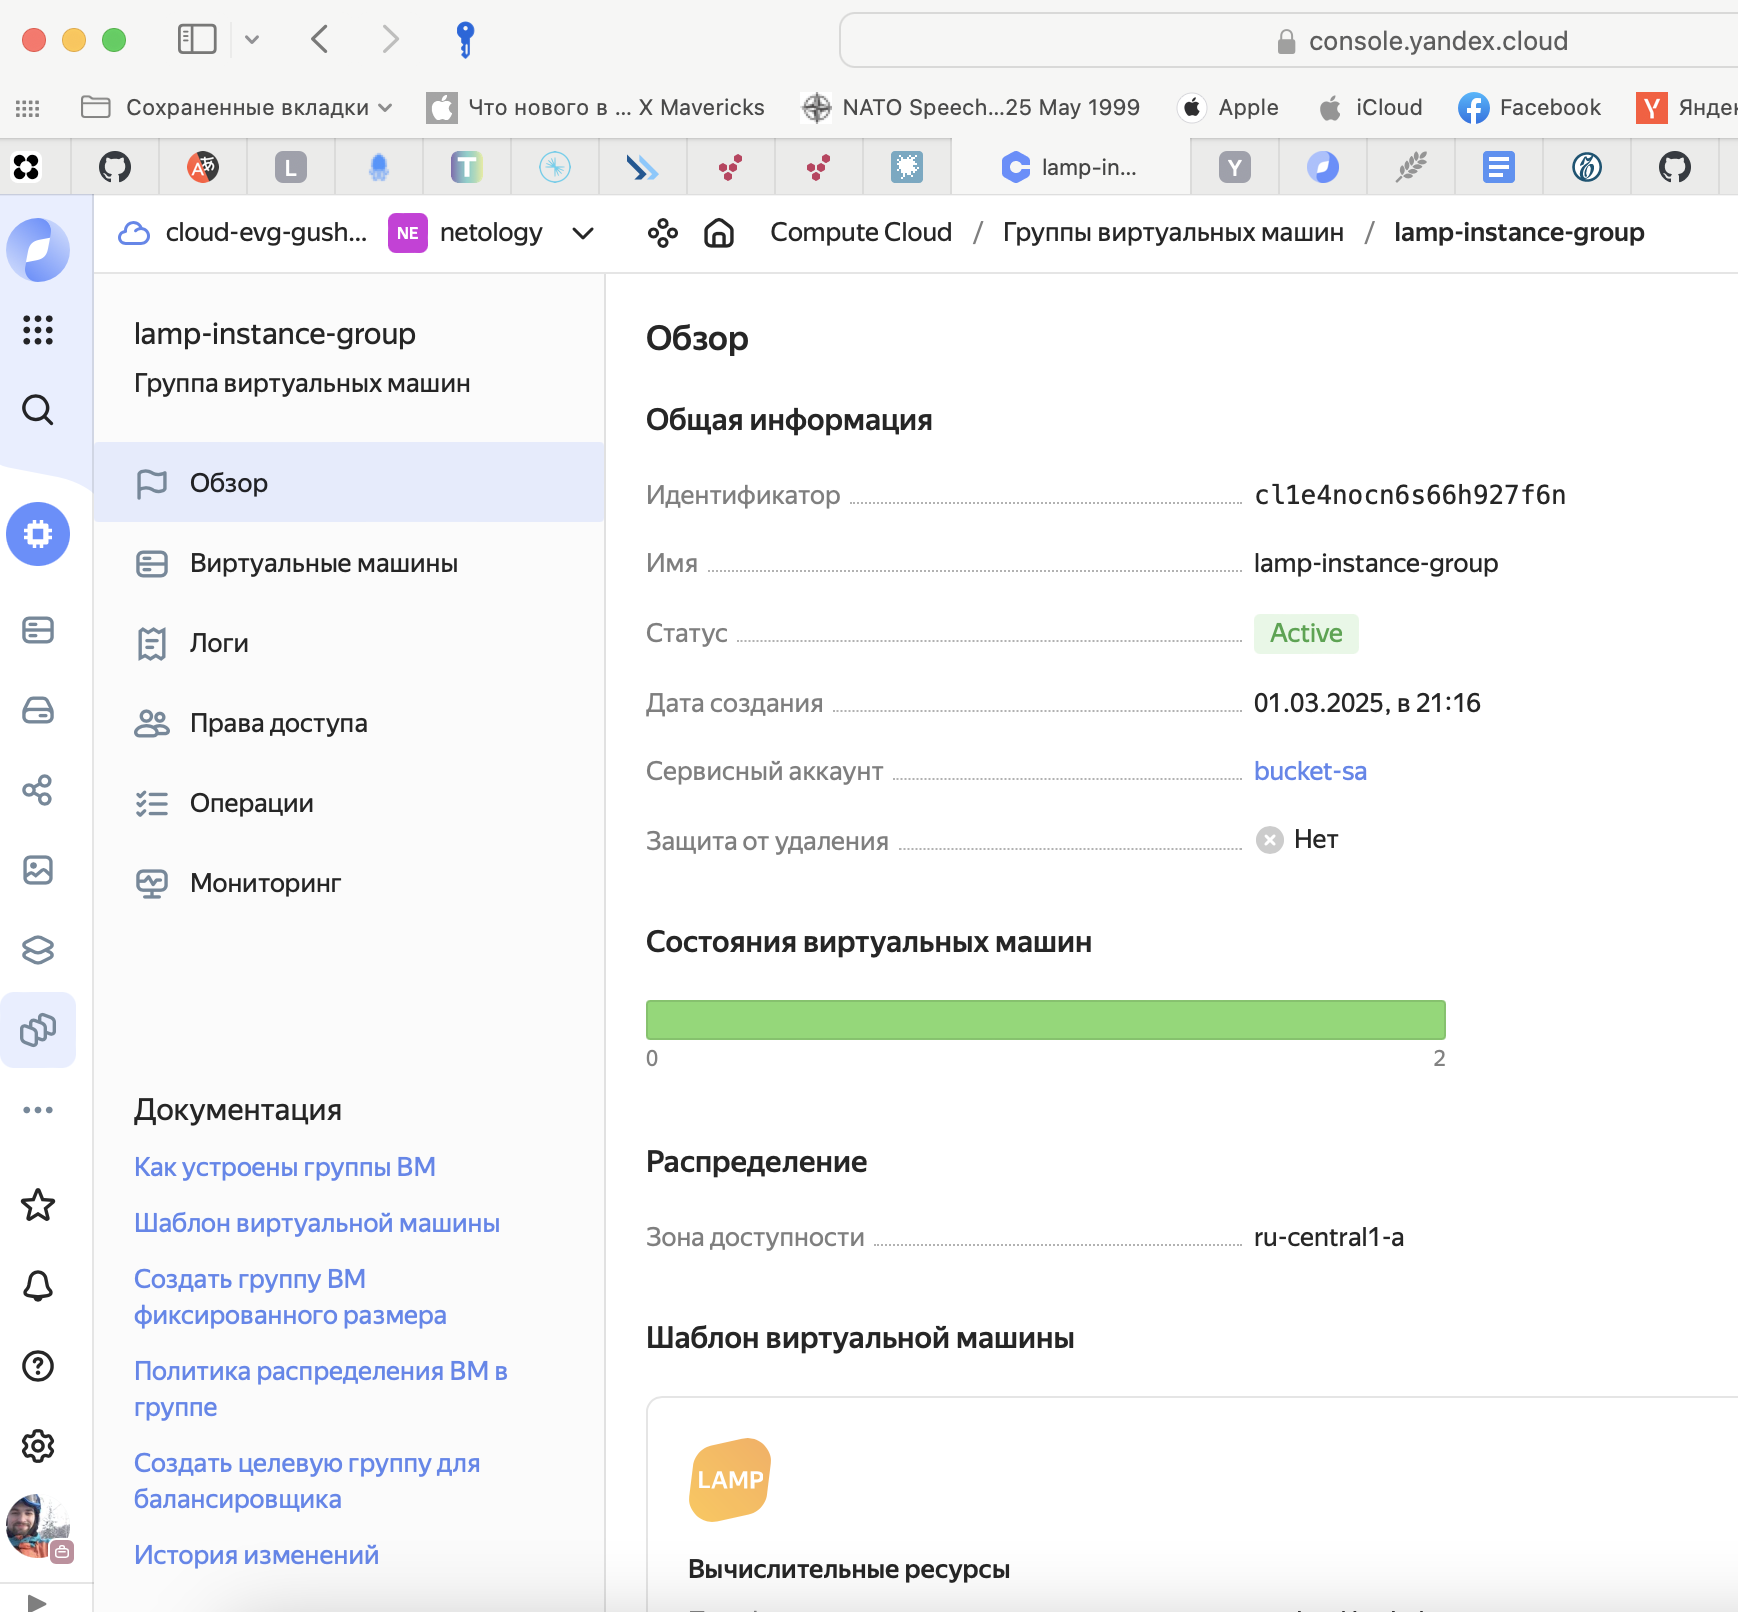 console.yandex.cloud
Сохраненные вкладки
Что нового в ... X Mavericks
NATO Speech...25 May 1999
Apple
iCloud
Facebook
L
T
lamp-in...
Y
cloud-evg-gush...
NE
netology
Compute Cloud / Группы виртуальных машин / lamp-instance-group
lamp-instance-group
Группа виртуальных машин
Обзор
Виртуальные машины
Логи
Права доступа
Операции
Мониторинг
Документация
Как устроены группы ВМ
Шаблон виртуальной машины
Создать группу ВМ
фиксированного размера
Политика распределения ВМ в
группе
Создать целевую группу для
балансировщика
История изменений
Обзор
Общая информация
Идентификатор cl1e4nocn6s66h927f6n
Имя lamp-instance-group
Статус Active
Дата создания 01.03.2025, в 21:16
Сервисный аккаунт bucket-sa
Защита от удаления Нет
Состояния виртуальных машин
0 2
Распределение
Зона доступности ru-central1-a
Шаблон виртуальной машины
LAMP
Вычислительные ресурсы